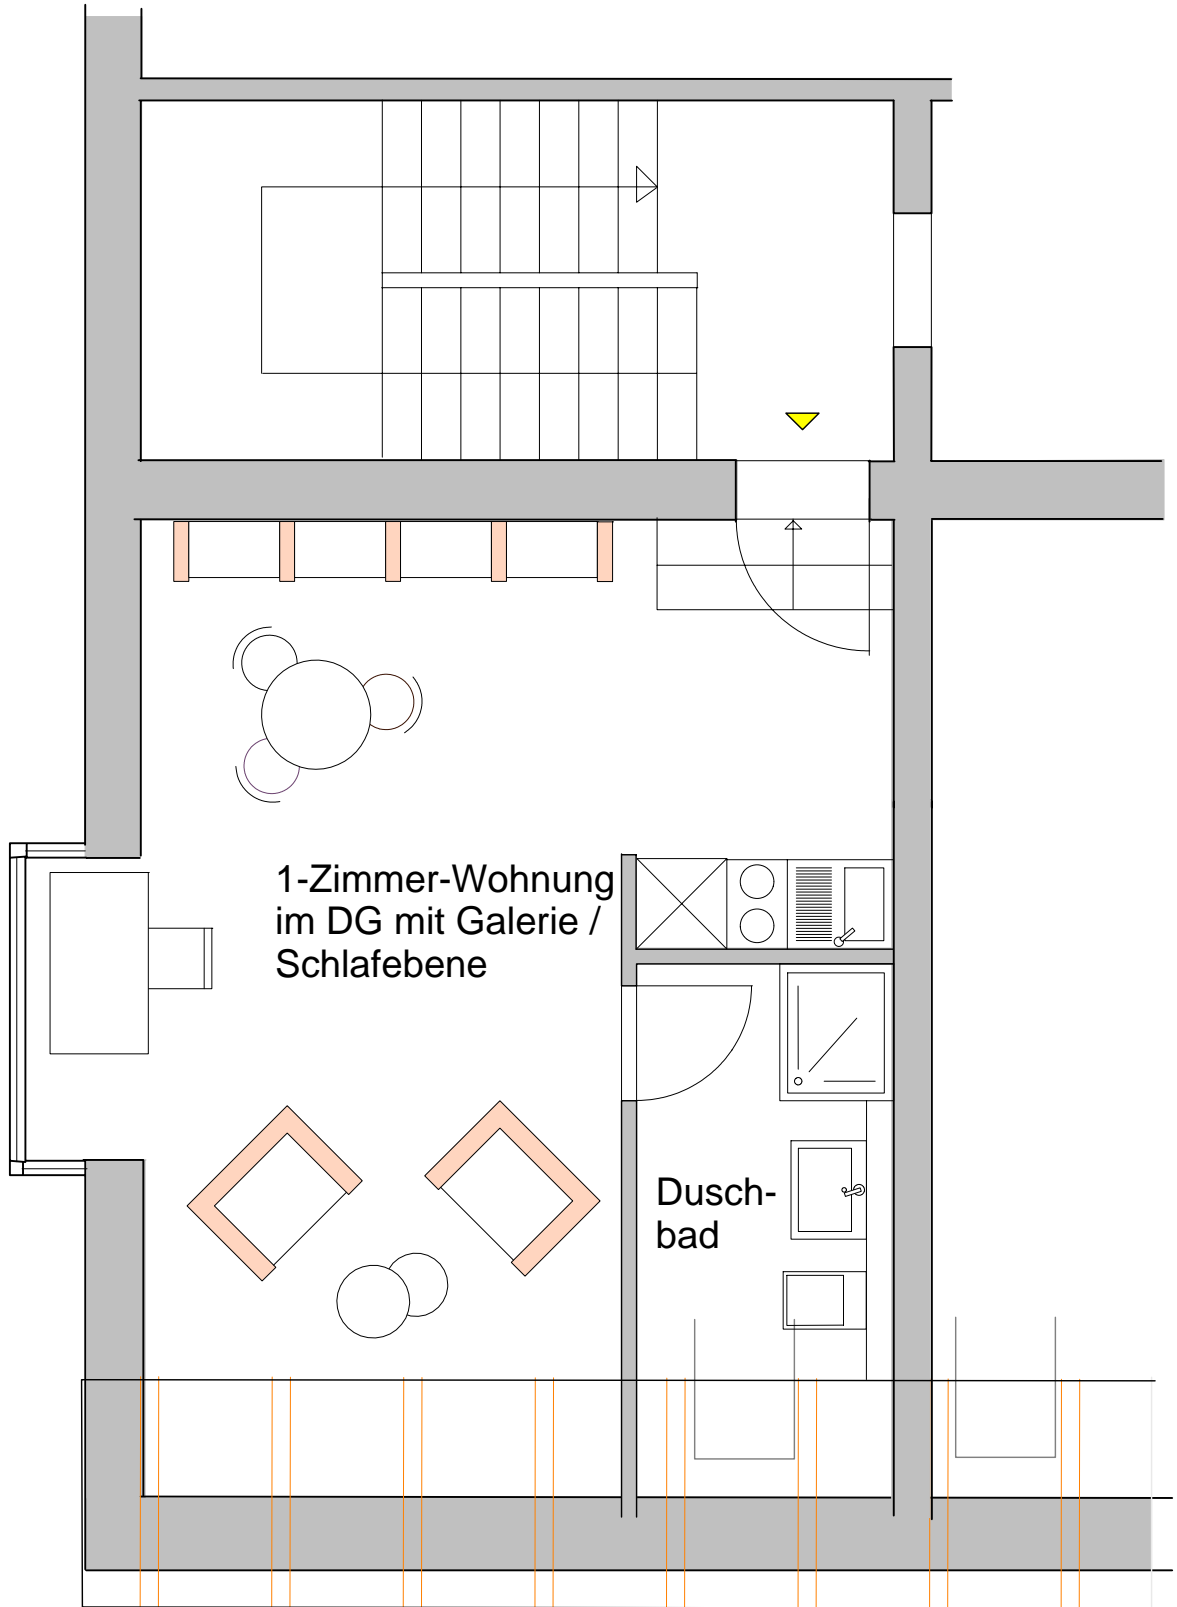 1-Zimmer-Wohnung
im DG mit Galerie /
Schlafebene
Dusch-
bad